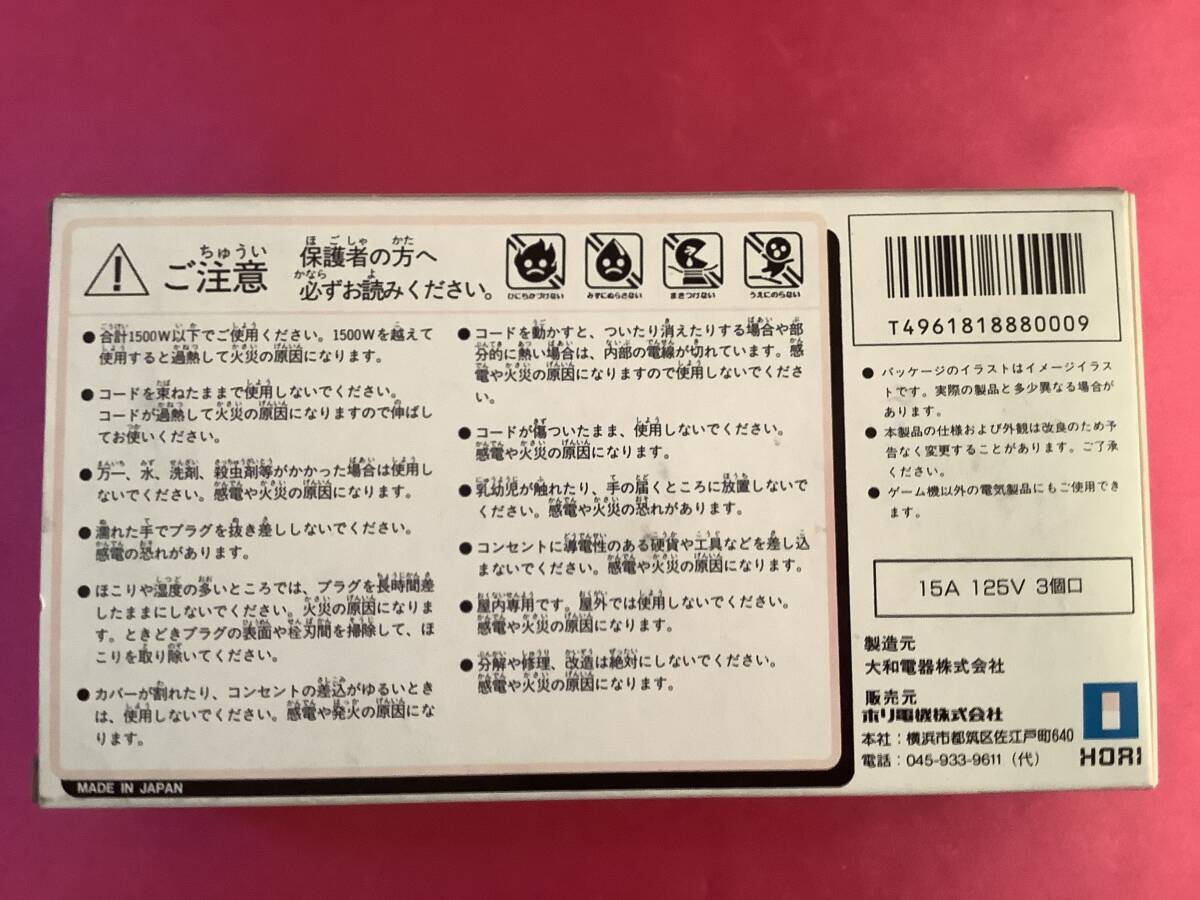 ご注意
ちゅうい
保護者の方へ
ほごしゃ かた
必ずお読みください。
かなら よ
ひにちかづけない
みずにぬらさない
まきつけない
うえにのらない
●合計1500W以下でご使用ください。1500Wを越えて
使用すると過熱して火災の原因になります。
●コードを束ねたままで使用しないでください。
コードが過熱して火災の原因になりますので伸ばし
てお使いください。
●万一、水、洗剤、殺虫剤等がかかった場合は使用し
ないでください。感電や火災の原因になります。
●濡れた手でプラグを抜き差ししないでください。
感電の恐れがあります。
●ほこりや湿度の多いところでは、プラグを長時間差
したままにしないでください。火災の原因になりま
す。ときどきプラグの表面や栓刃間を掃除して、ほ
こりを取り除いてください。
●カバーが割れたり、コンセントの差込がゆるいとき
は、使用しないでください。感電や発火の原因にな
ります。
●コードを動かすと、ついたり消えたりする場合や部
分的に熱い場合は、内部の電線が切れています。感
電や火災の原因になりますので使用しないでくださ
い。
●コードが傷ついたまま、使用しないでください。
感電や火災の原因になります。
●乳幼児が触れたり、手の届くところに放置しないで
ください。感電や火災の恐れがあります。
●コンセントに導電性のある硬貨や工具などを差し込
まないでください。感電や火災の原因になります。
●屋内専用です。屋外では使用しないでください。
感電や火災の原因になります。
●分解や修理、改造は絶対にしないでください。
感電や火災の原因になります。
MADE IN JAPAN
T4961818880009
●パッケージのイラストはイメージイラス
トです。実際の製品と多少異なる場合が
あります。
●本製品の仕様および外観は改良のため予
告なく変更することがあります。ご了承
ください。
●ゲーム機以外の電気製品にもご使用でき
ます。
15A 125V 3個口
製造元
大和電器株式会社
販売元
ホリ電機株式会社
本社:横浜市都筑区佐江戸町640
電話:045-933-9611(代)
HORI